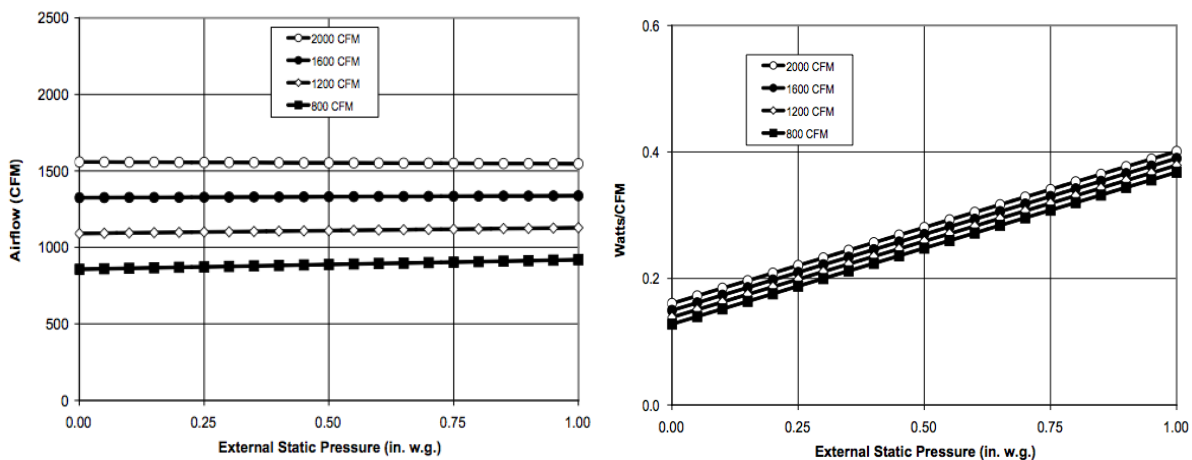 2500
2000
1500
1000
500
0
Airflow (CFM)
2000 CFM
1600 CFM
1200 CFM
800 CFM
0.00 0.25 0.50 0.75 1.00
External Static Pressure (in. w.g.)
0.6
0.4
0.2
0.0
Watts/CFM
2000 CFM
1600 CFM
1200 CFM
800 CFM
0.00 0.25 0.50 0.75 1.00
External Static Pressure (in. w.g.)